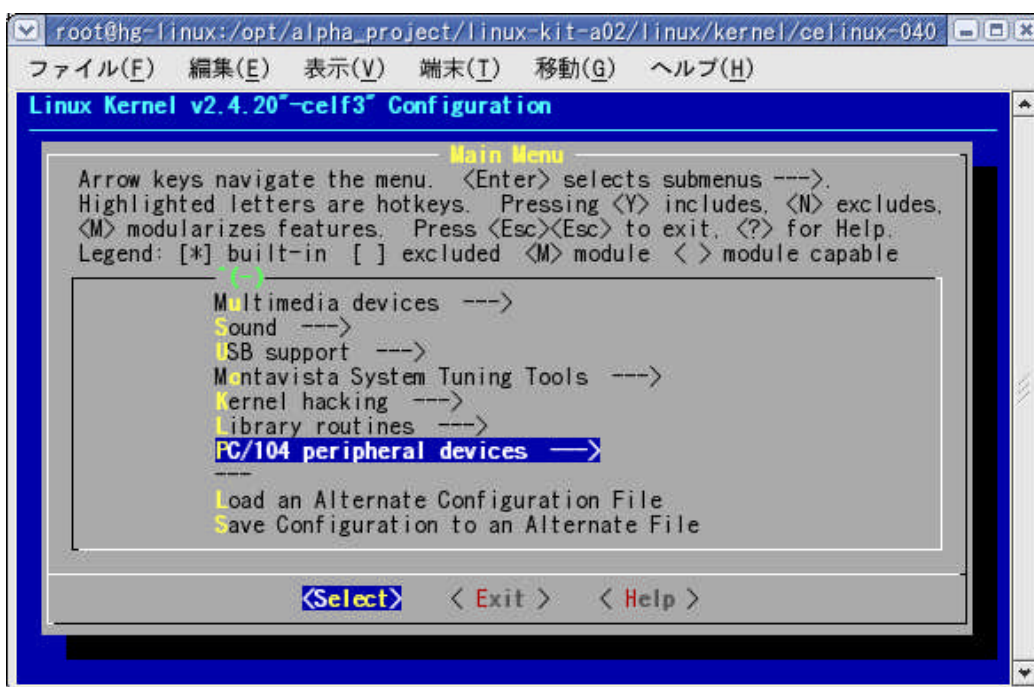 root@hg-linux:/opt/alpha_project/linux-kit-a02/linux/kernel/celinux-040
ファイル(F) 編集(E) 表示(V) 端末(T) 移動(G) ヘルプ(H)
Linux Kernel v2.4.20"-celf3" Configuration
Main Menu
Arrow keys navigate the menu. <Enter> selects submenus --->.
Highlighted letters are hotkeys. Pressing <Y> includes, <N> excludes,
<M> modularizes features. Press <Esc><Esc> to exit, <?> for Help.
Legend: [*] built-in [ ] excluded <M> module < > module capable
^(-)
Multimedia devices --->
Sound --->
USB support --->
Montavista System Tuning Tools --->
Kernel hacking --->
Library routines --->
PC/104 peripheral devices --->
---
Load an Alternate Configuration File
Save Configuration to an Alternate File
<Select> < Exit > < Help >